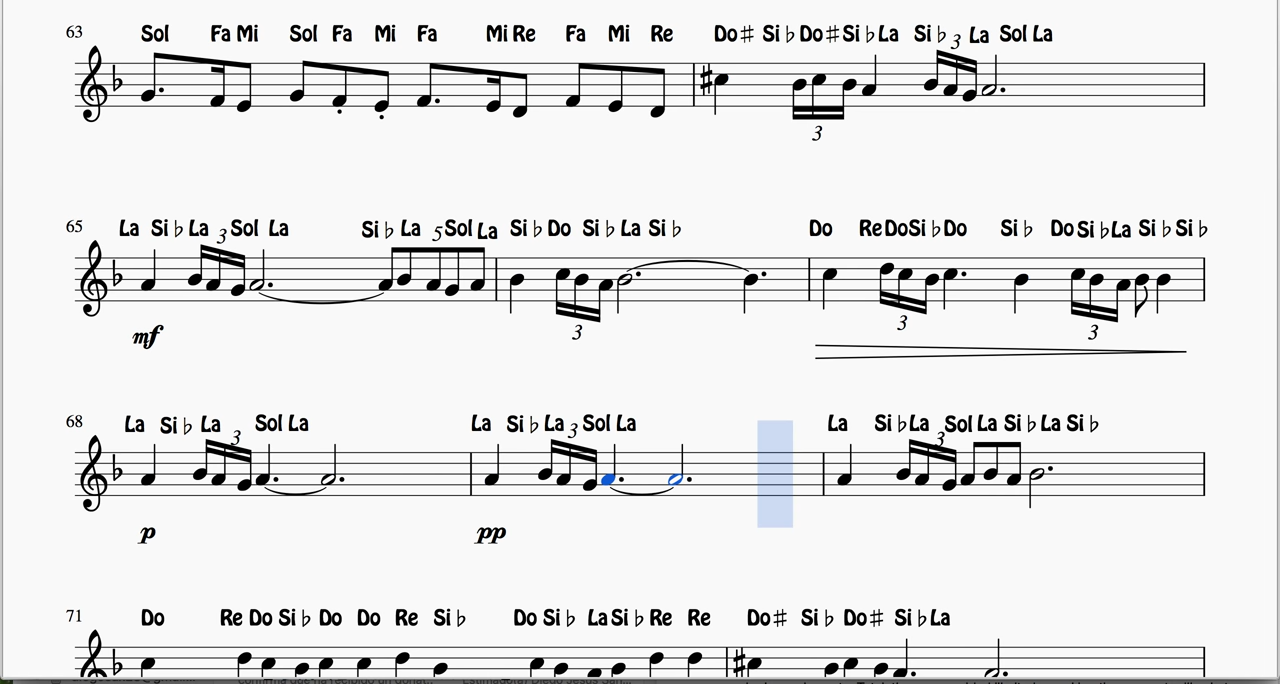 63 Sol Fa Mi Sol Fa Mi Fa Mi Re Fa Mi Re Do♯ Si♭ Do♯ Si♭ La Si♭ 3 La Sol La
3
65 La Si♭ La 3 Sol La Si♭ La 5 Sol La Si♭ Do Si♭ La Si♭ Do Re Do Si♭ Do Si♭ Do Si♭ La Si♭ Si♭
3 3 3
mf
68 La Si♭ La 3 Sol La La Si♭ La 3 Sol La La Si♭ La 3 Sol La Si♭ La Si♭
p pp
71 Do Re Do Si♭ Do Do Re Si♭ Do Si♭ La Si♭ Re Re Do♯ Si♭ Do♯ Si♭ La